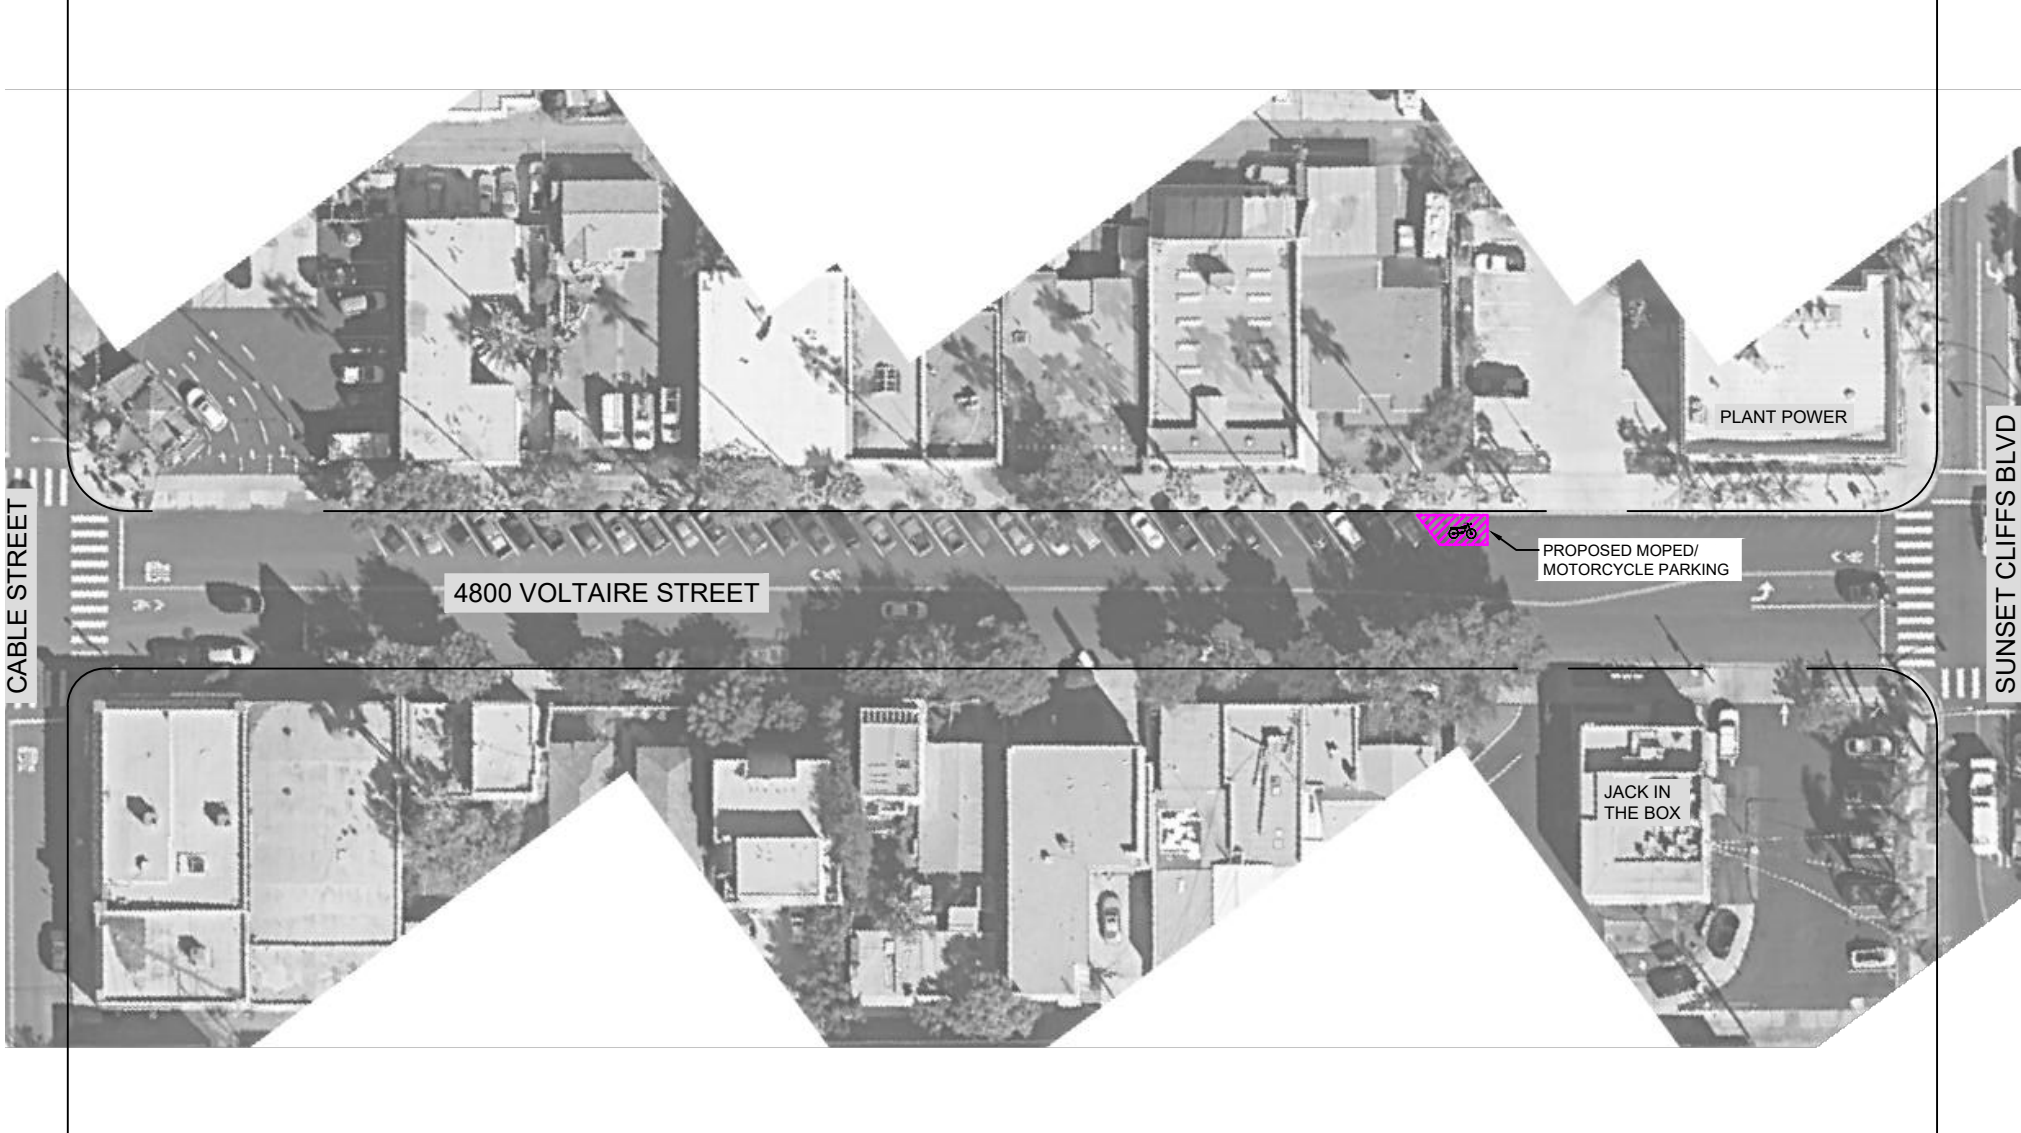 PLANT POWER
CABLE STREET
SUNSET CLIFFS BLVD
PROPOSED MOPED/
MOTORCYCLE PARKING
4800 VOLTAIRE STREET
JACK IN
THE BOX